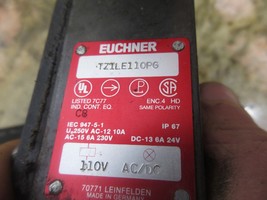 EUCHNER
TZ1LE110PG
LISTED 7C77
IND. CONT. EQ.
ENC.4 HD
SAME POLARITY
C8
IEC 947-5-1
IP 67
Ui 250V AC-12 10A
AC-15 6A 230V
DC-13 6A 24V
110V AC/DC
70771 LEINFELDEN
MADE IN GERMANY